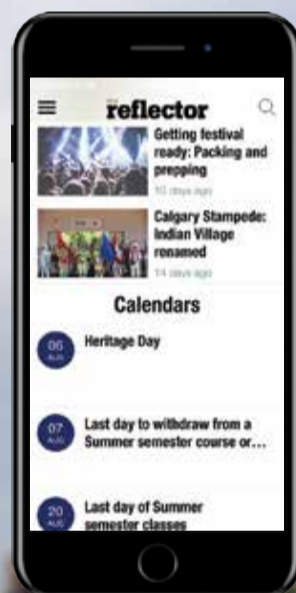 the
reflector
Getting festival
ready: Packing and
prepping
10 days ago
Calgary Stampede:
Indian Village
renamed
14 days ago
Calendars
06
AUG
Heritage Day
07
AUG
Last day to withdraw from a
Summer semester course or...
20
AUG
Last day of Summer
semester classes